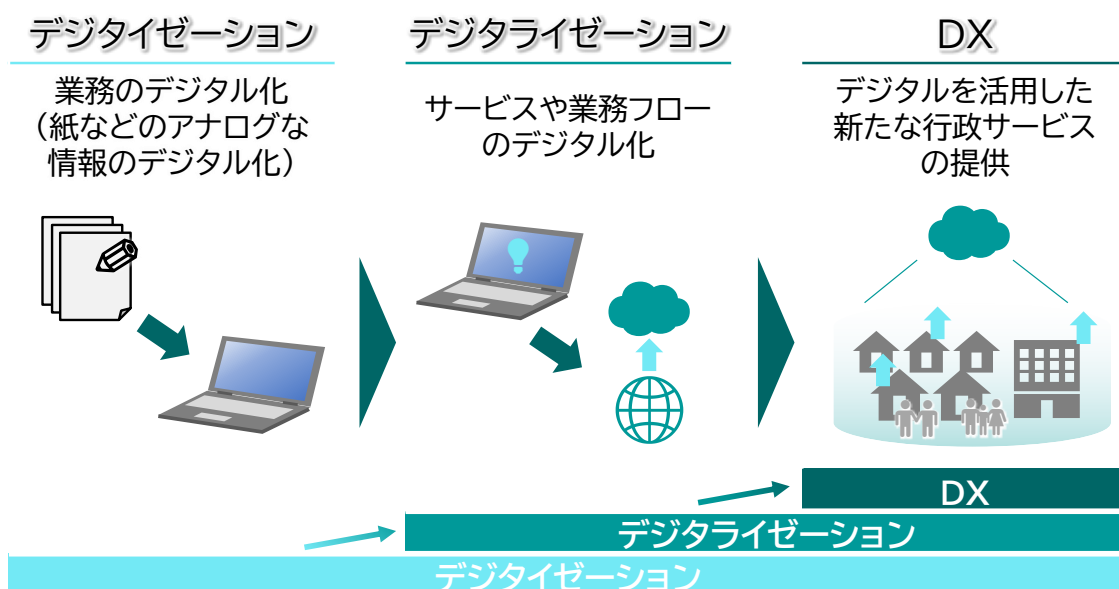 デジタイゼーション
業務のデジタル化
（紙などのアナログな
情報のデジタル化）
デジタライゼーション
サービスや業務フロー
のデジタル化
DX
デジタルを活用した
新たな行政サービス
の提供
DX
デジタライゼーション
デジタイゼーション